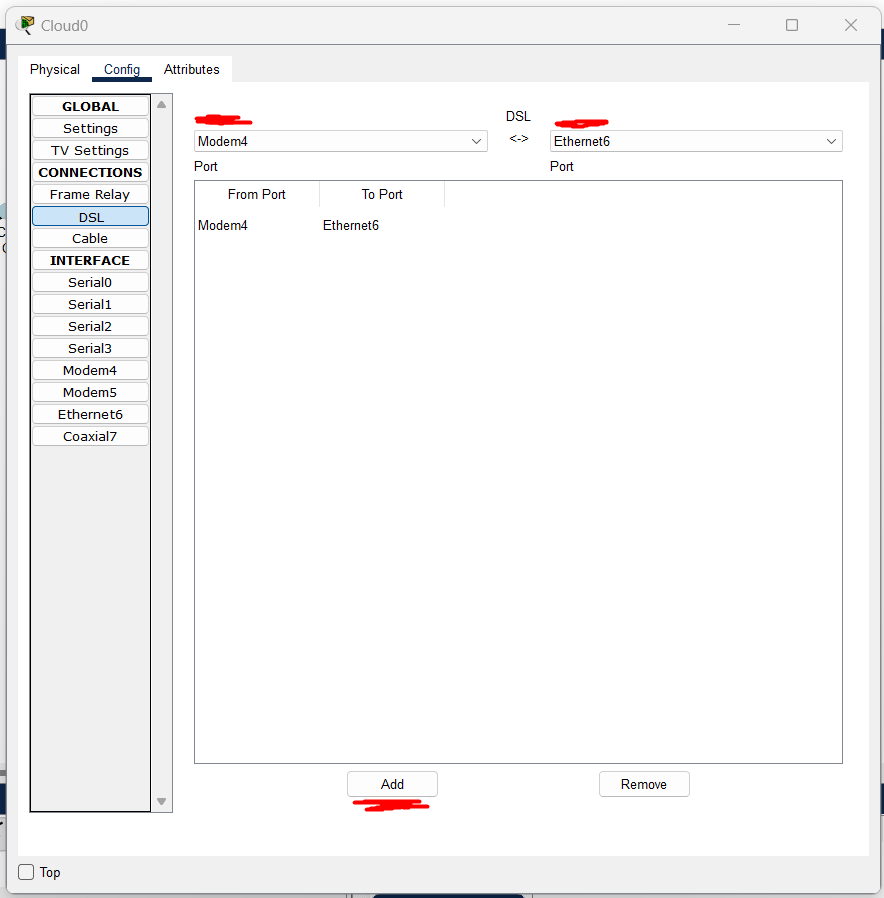 Cloud0
Physical Config Attributes
GLOBAL
Settings
TV Settings
CONNECTIONS
Frame Relay
DSL
Cable
INTERFACE
Serial0
Serial1
Serial2
Serial3
Modem4
Modem5
Ethernet6
Coaxial7
DSL
Modem4 <-> Ethernet6
Port Port
From Port To Port
Modem4 Ethernet6
Add Remove
Top